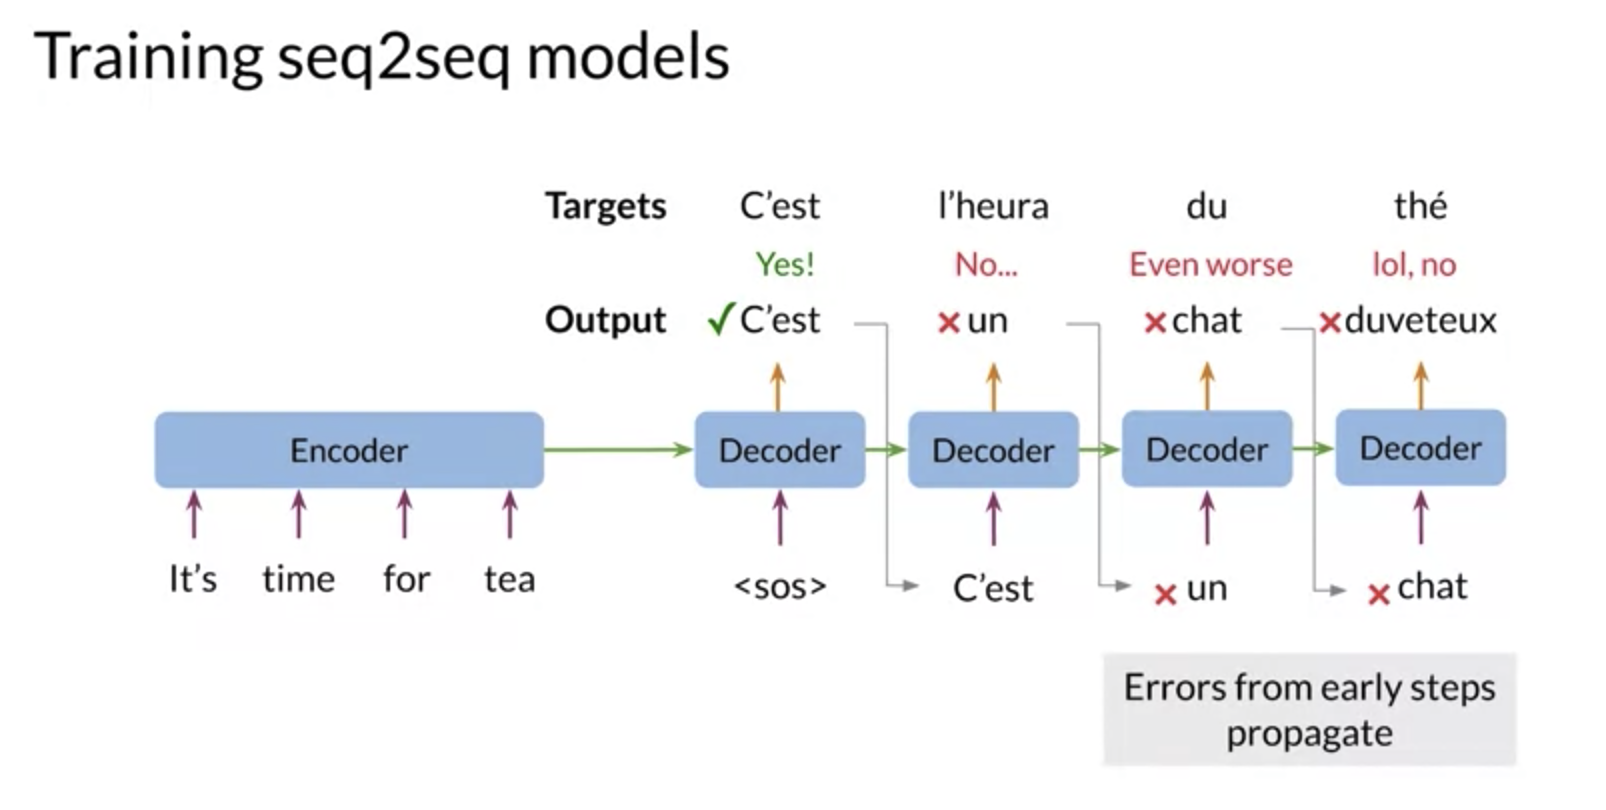 Training seq2seq models
Targets C'est l'heura du thé
Yes! No... Even worse lol, no
Output ✓ C'est × un × chat × duveteux
Encoder Decoder Decoder Decoder Decoder
It's time for tea <sos> C'est × un × chat
Errors from early steps
propagate